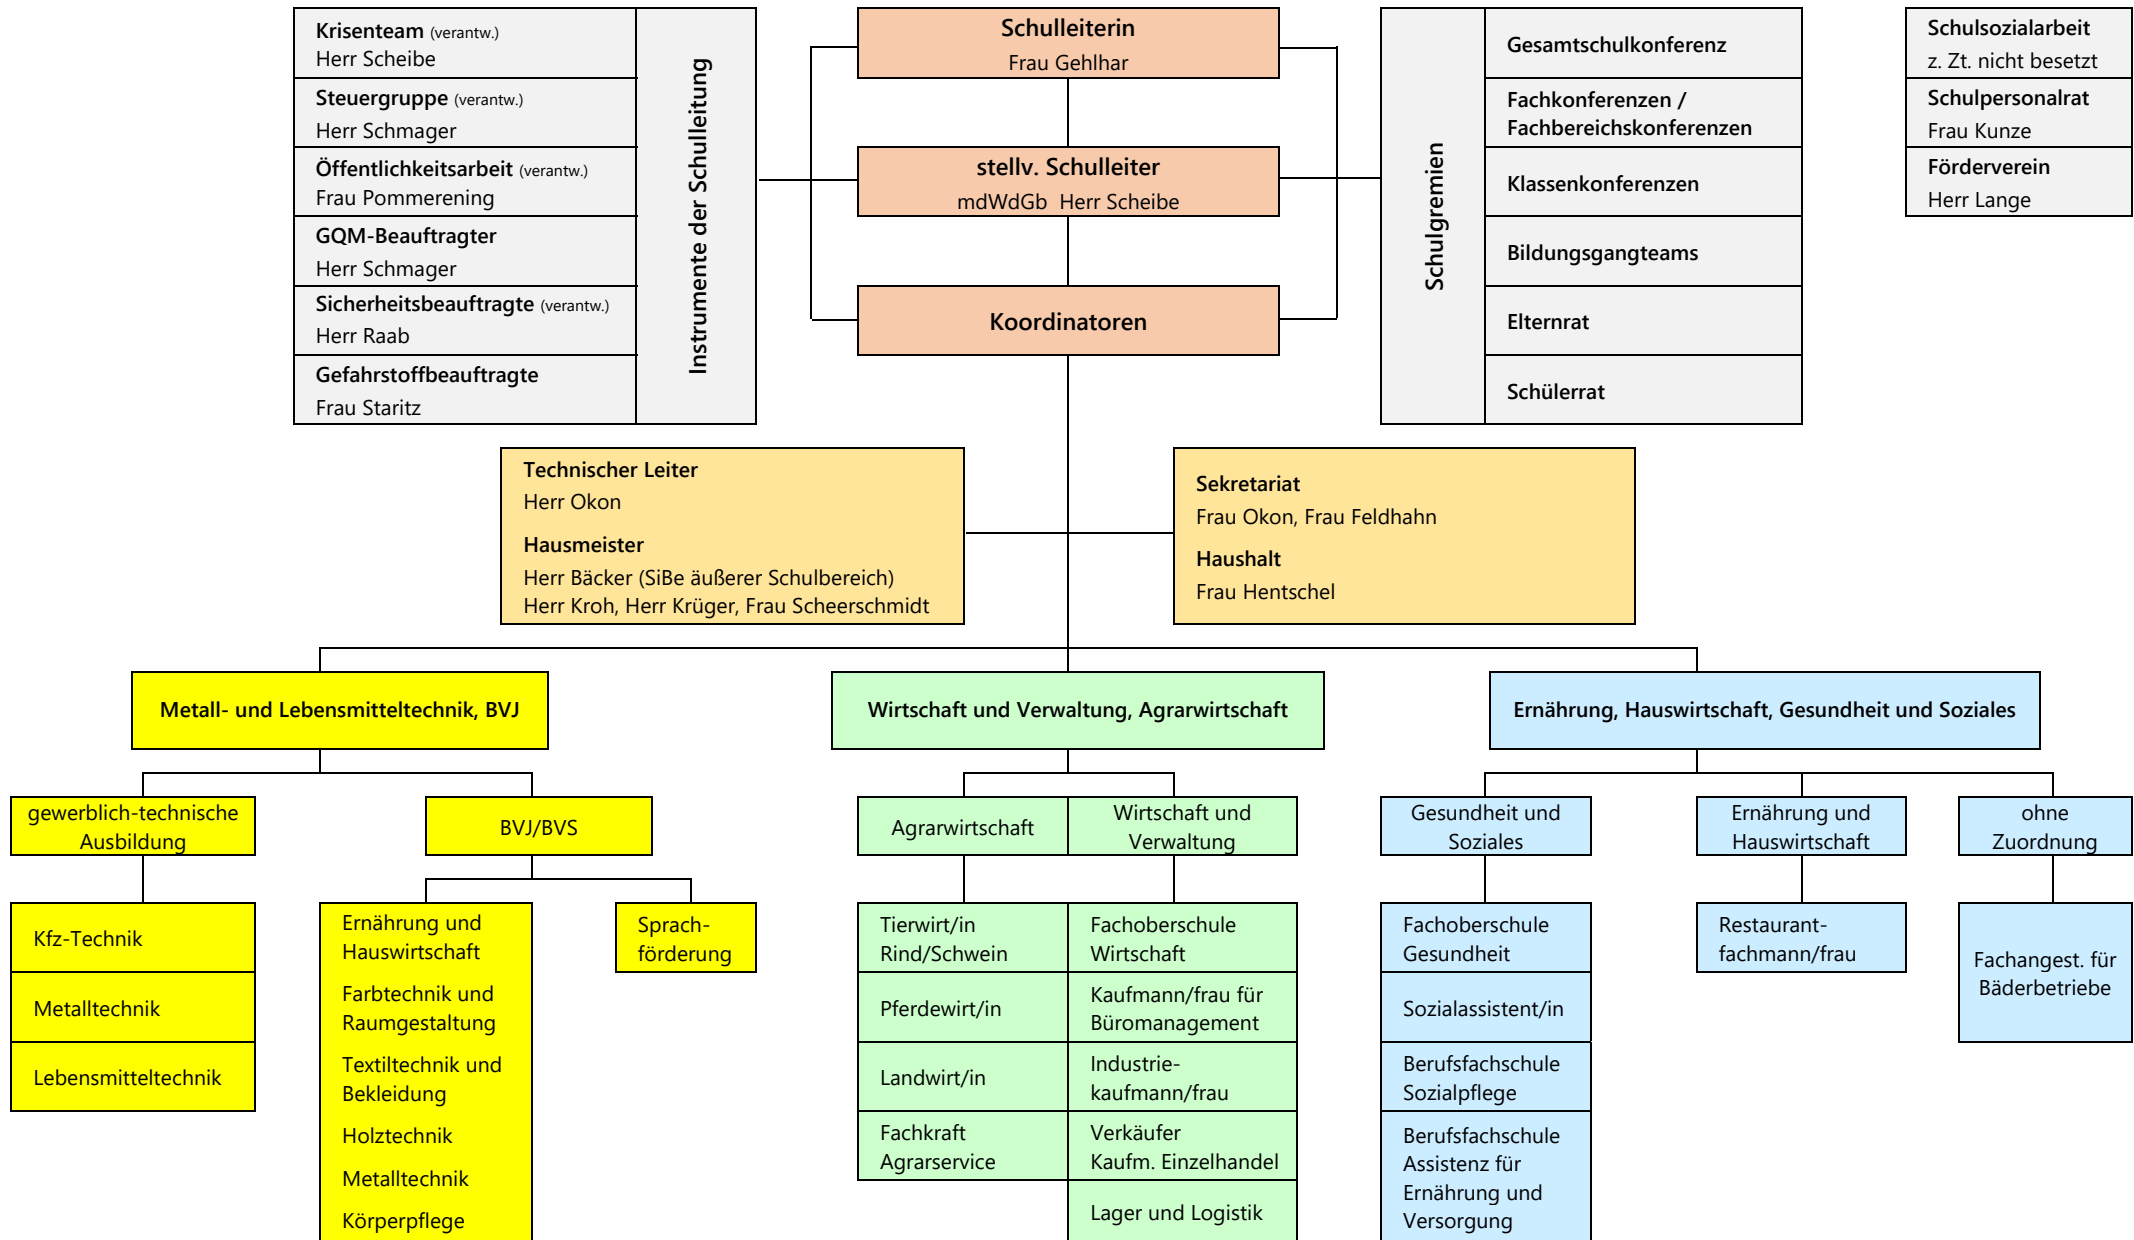 Krisenteam (verantw.)
Herr Scheibe
Steuergruppe (verantw.)
Herr Schmager
Öffentlichkeitsarbeit (verantw.)
Frau Pommerening
GQM-Beauftragter
Herr Schmager
Sicherheitsbeauftragte (verantw.)
Herr Raab
Gefahrstoffbeauftragte
Frau Staritz
Instrumente der Schulleitung
Schulleiterin
Frau Gehlhar
stellv. Schulleiter
mdWdGb Herr Scheibe
Koordinatoren
Schulgremien
Gesamtschulkonferenz
Fachkonferenzen /
Fachbereichskonferenzen
Klassenkonferenzen
Bildungsgangteams
Elternrat
Schülerrat
Schulsozialarbeit
z. Zt. nicht besetzt
Schulpersonalrat
Frau Kunze
Förderverein
Herr Lange
Technischer Leiter
Herr Okon
Hausmeister
Herr Bäcker (SiBe äußerer Schulbereich)
Herr Kroh, Herr Krüger, Frau Scheerschmidt
Sekretariat
Frau Okon, Frau Feldhahn
Haushalt
Frau Hentschel
Metall- und Lebensmitteltechnik, BVJ
gewerblich-technische
Ausbildung
Kfz-Technik
Metalltechnik
Lebensmitteltechnik
BVJ/BVS
Ernährung und
Hauswirtschaft
Farbtechnik und
Raumgestaltung
Textiltechnik und
Bekleidung
Holztechnik
Metalltechnik
Körperpflege
Sprach-
förderung
Wirtschaft und Verwaltung, Agrarwirtschaft
Agrarwirtschaft
Tierwirt/in
Rind/Schwein
Pferdewirt/in
Landwirt/in
Fachkraft
Agrarservice
Wirtschaft und
Verwaltung
Fachoberschule
Wirtschaft
Kaufmann/frau für
Büromanagement
Industrie-
kaufmann/frau
Verkäufer
Kaufm. Einzelhandel
Lager und Logistik
Ernährung, Hauswirtschaft, Gesundheit und Soziales
Gesundheit und
Soziales
Fachoberschule
Gesundheit
Sozialassistent/in
Berufsfachschule
Sozialpflege
Berufsfachschule
Assistenz für
Ernährung und
Versorgung
Ernährung und
Hauswirtschaft
Restaurant-
fachmann/frau
ohne
Zuordnung
Fachangest. für
Bäderbetriebe